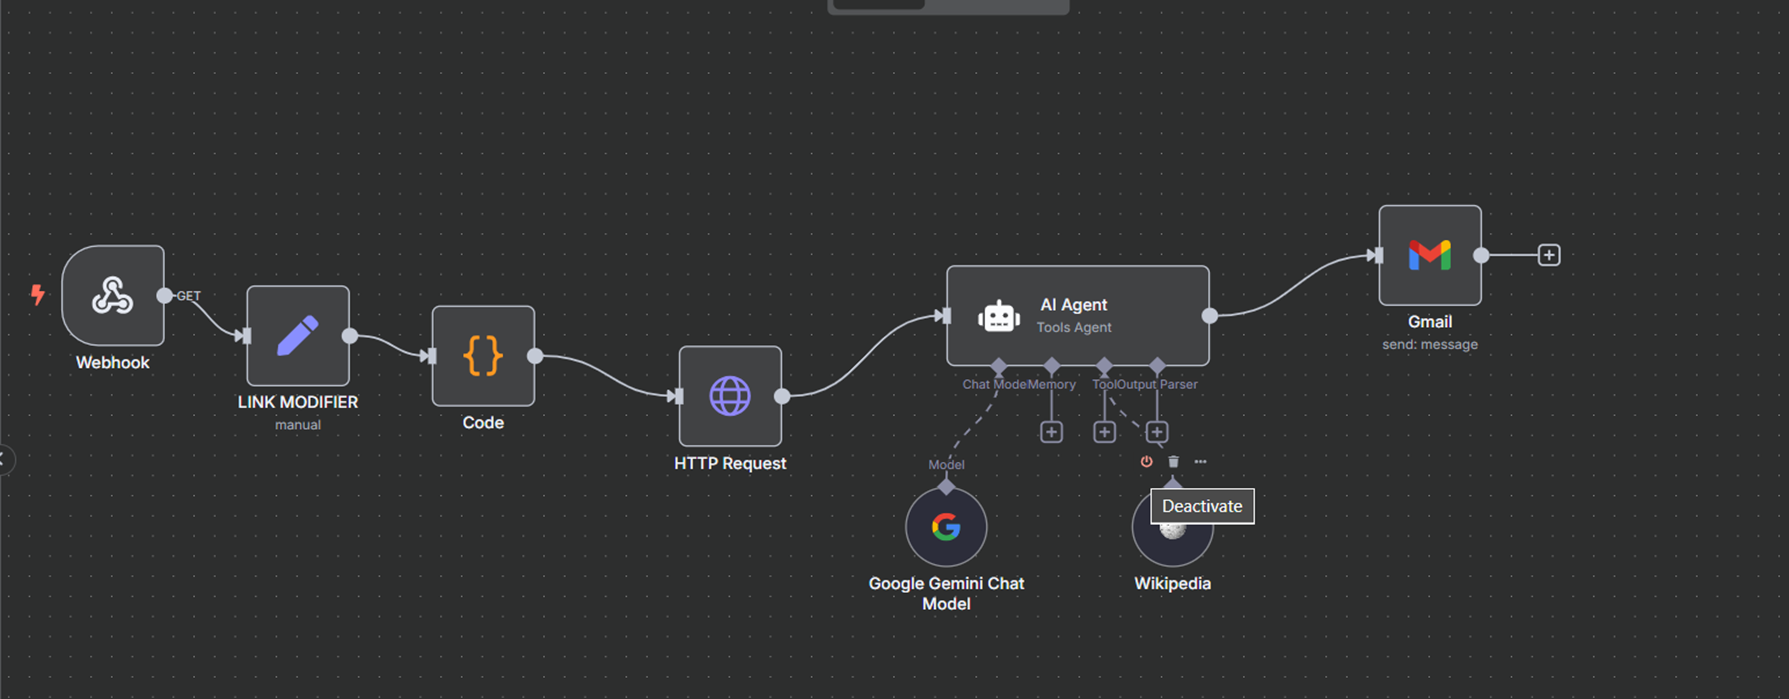 GET
Webhook
LINK MODIFIER
manual
Code
HTTP Request
AI Agent
Tools Agent
Chat Mode
Memory
Tool
Output Parser
Model
Google Gemini Chat
Model
Deactivate
Wikipedia
Gmail
send: message